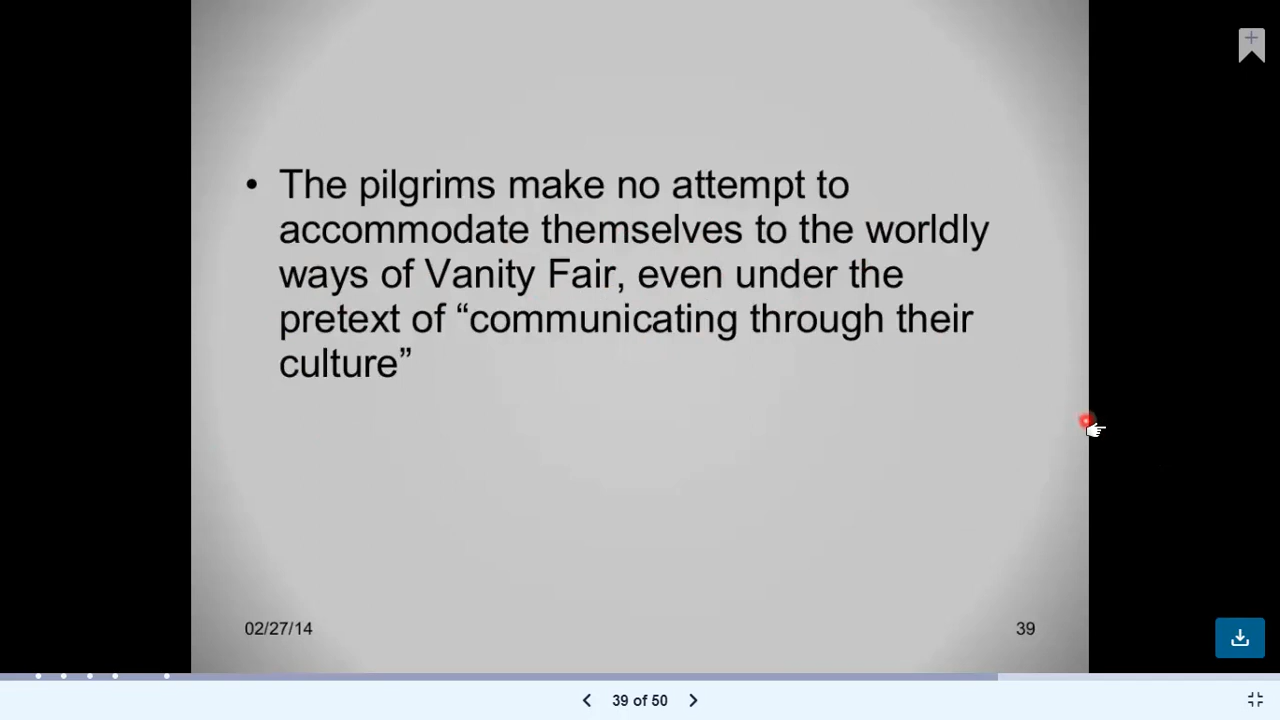 • The pilgrims make no attempt to
accommodate themselves to the worldly
ways of Vanity Fair, even under the
pretext of “communicating through their
culture”
02/27/14
39
39 of 50